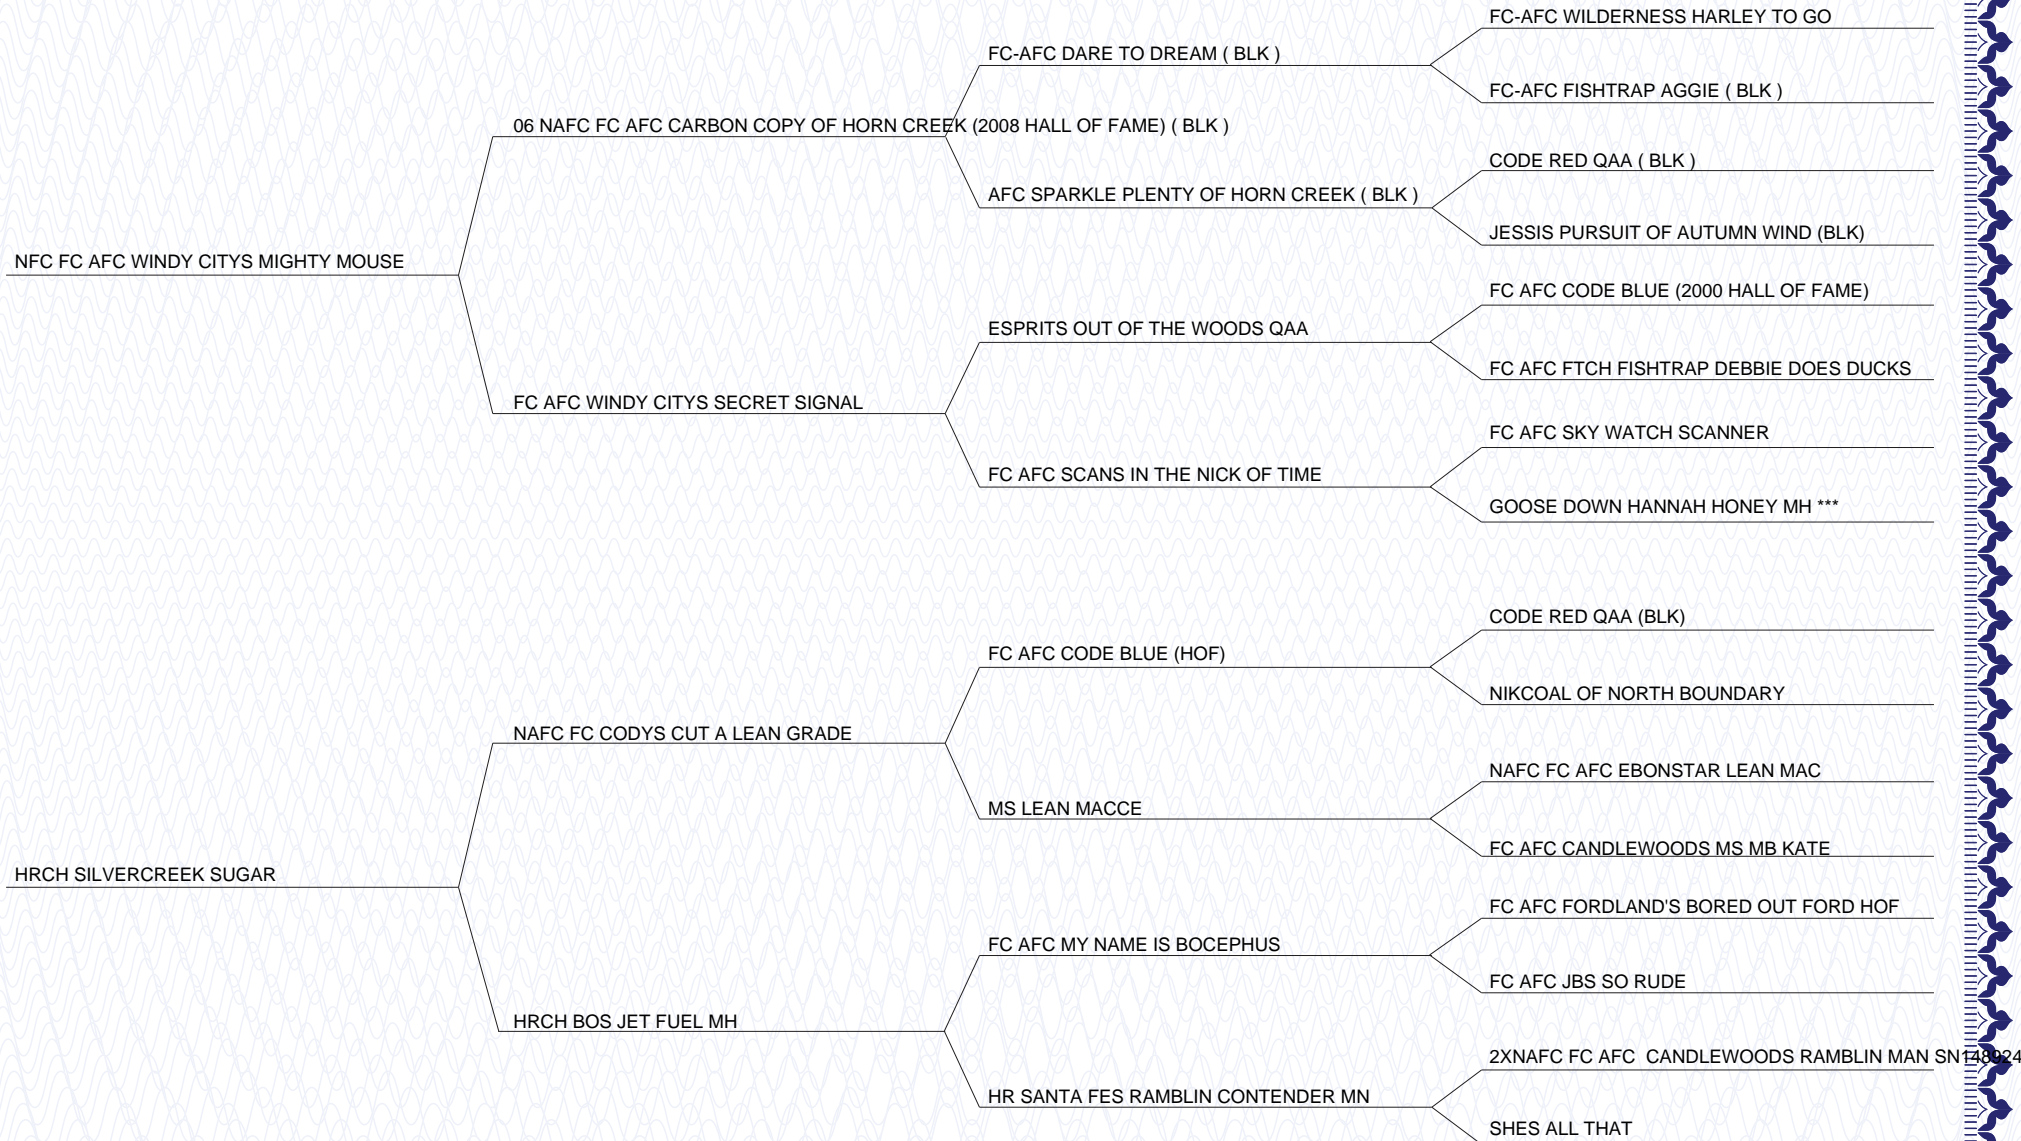 FC-AFC WILDERNESS HARLEY TO GO
FC-AFC DARE TO DREAM ( BLK )
FC-AFC FISHTRAP AGGIE ( BLK )
06 NAFC FC AFC CARBON COPY OF HORN CREEK (2008 HALL OF FAME) ( BLK )
CODE RED QAA ( BLK )
AFC SPARKLE PLENTY OF HORN CREEK ( BLK )
JESSIS PURSUIT OF AUTUMN WIND (BLK)
NFC FC AFC WINDY CITYS MIGHTY MOUSE
FC AFC CODE BLUE (2000 HALL OF FAME)
ESPRITS OUT OF THE WOODS QAA
FC AFC FTCH FISHTRAP DEBBIE DOES DUCKS
FC AFC WINDY CITYS SECRET SIGNAL
FC AFC SKY WATCH SCANNER
FC AFC SCANS IN THE NICK OF TIME
GOOSE DOWN HANNAH HONEY MH ***
CODE RED QAA (BLK)
FC AFC CODE BLUE (HOF)
NIKCOAL OF NORTH BOUNDARY
NAFC FC CODYS CUT A LEAN GRADE
NAFC FC AFC EBONSTAR LEAN MAC
MS LEAN MACCE
FC AFC CANDLEWOODS MS MB KATE
HRCH SILVERCREEK SUGAR
FC AFC FORDLAND'S BORED OUT FORD HOF
FC AFC MY NAME IS BOCEPHUS
FC AFC JBS SO RUDE
HRCH BOS JET FUEL MH
2XNAFC FC AFC  CANDLEWOODS RAMBLIN MAN SN148924
HR SANTA FES RAMBLIN CONTENDER MN
SHES ALL THAT